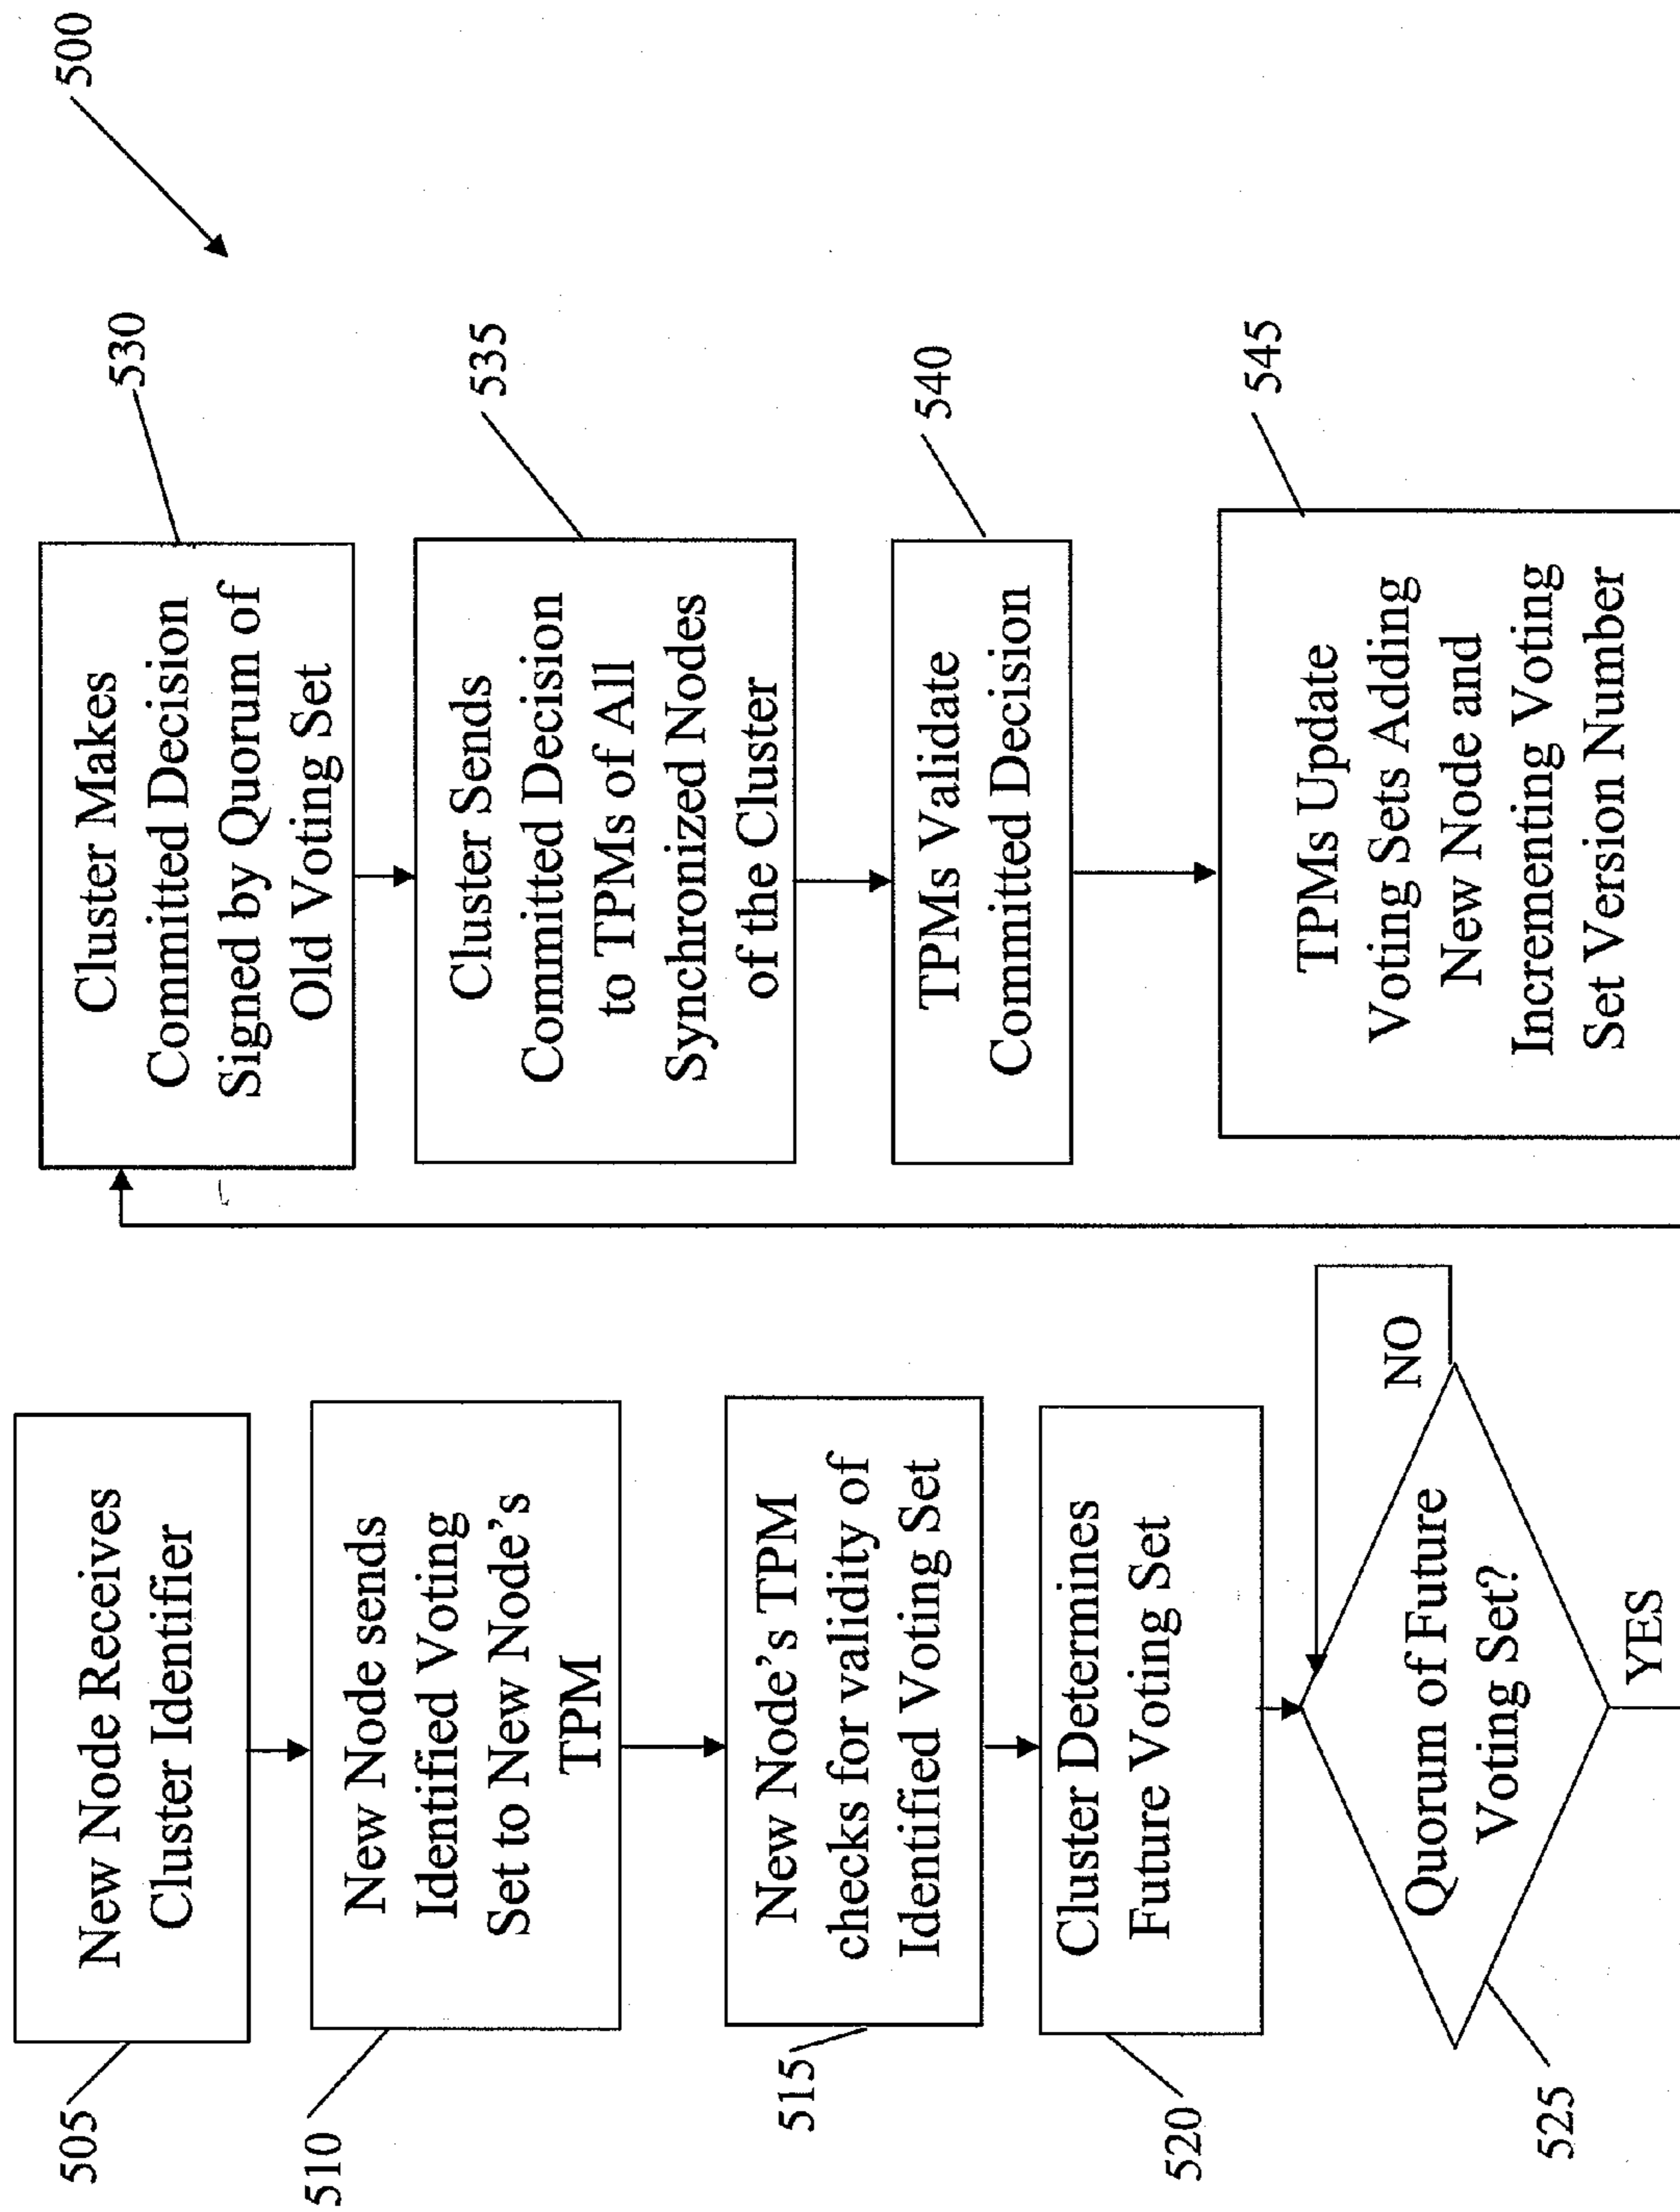 500
505
New Node Receives
Cluster Identifier
510
New Node sends
Identified Voting
Set to New Node's
TPM
515
New Node's TPM
checks for validity of
Identified Voting Set
520
Cluster Determines
Future Voting Set
525
Quorum of Future
Voting Set?
NO
YES
530
Cluster Makes
Committed Decision
Signed by Quorum of
Old Voting Set
535
Cluster Sends
Committed Decision
to TPMs of All
Synchronized Nodes
of the Cluster
540
TPMs Validate
Committed Decision
545
TPMs Update
Voting Sets Adding
New Node and
Incrementing Voting
Set Version Number